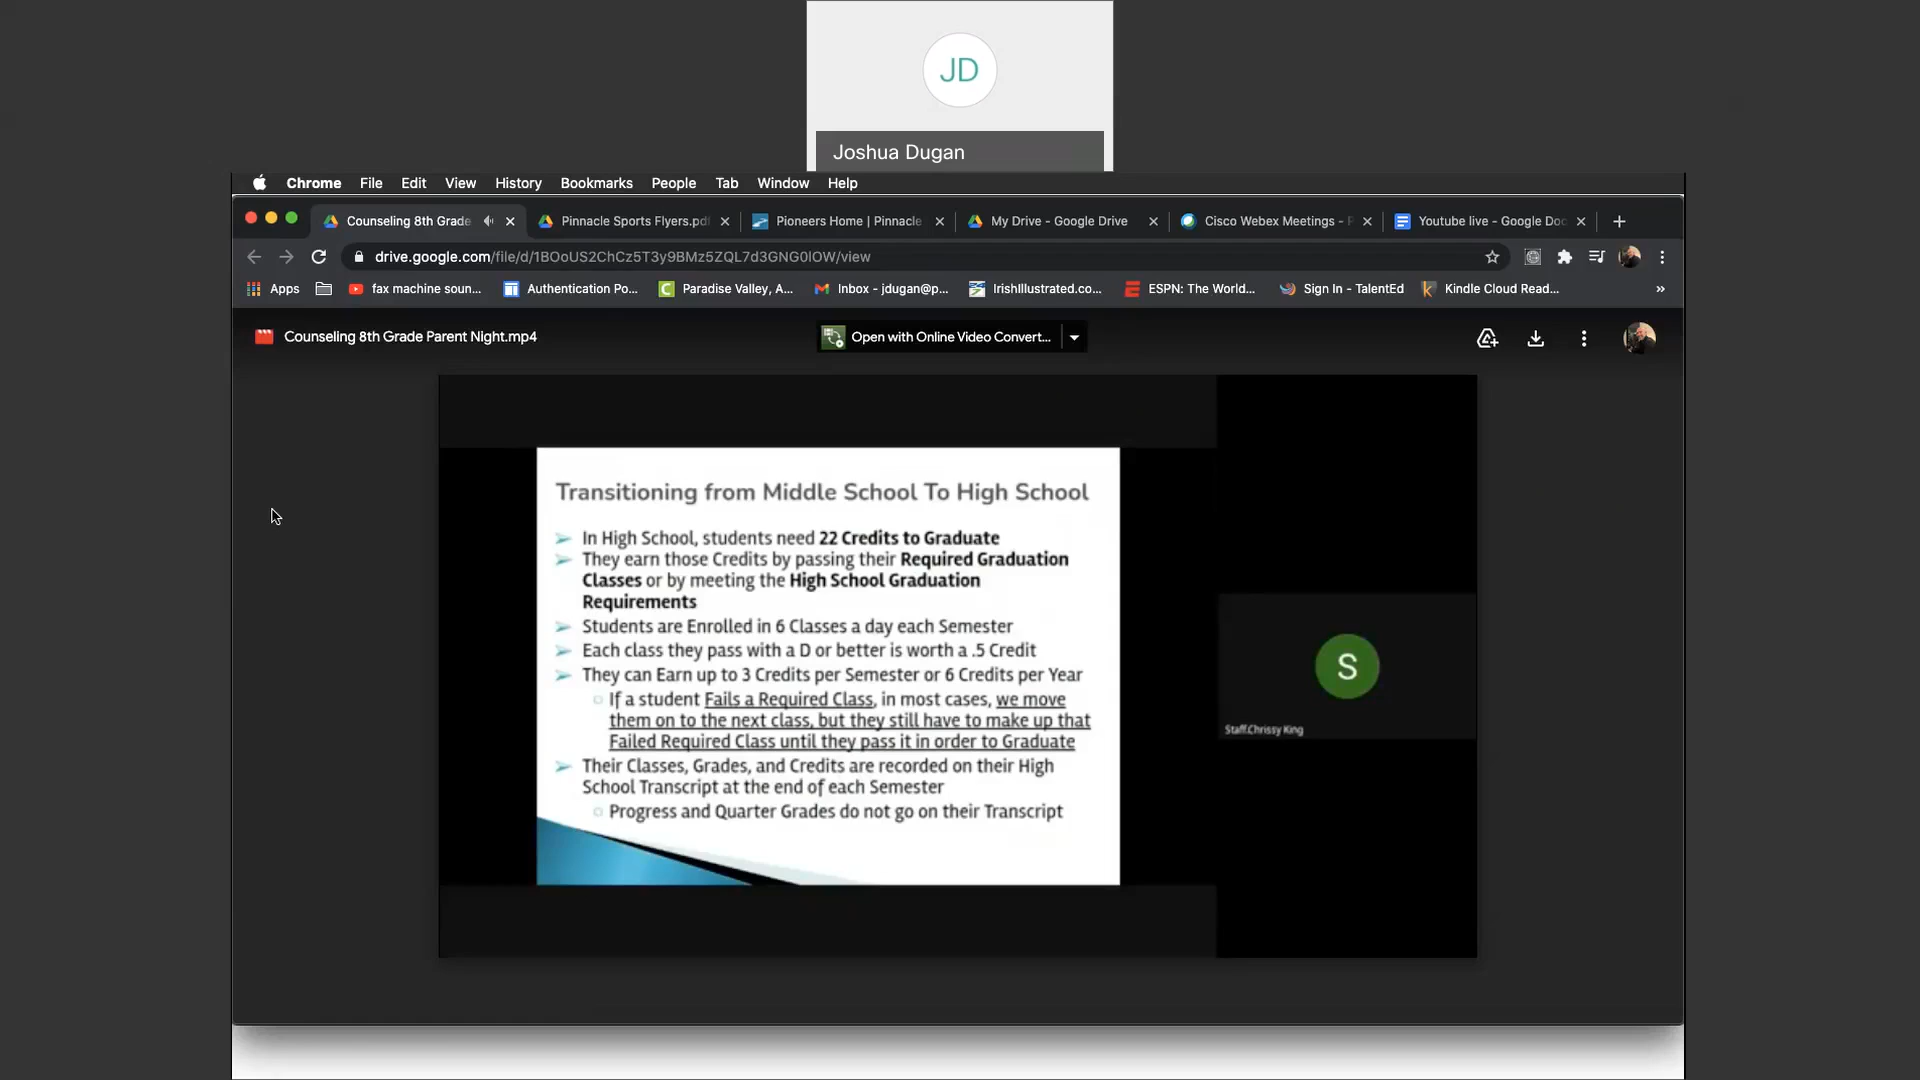 JD
Joshua Dugan
Chrome File Edit View History Bookmarks People Tab Window Help
Counseling 8th Grade Pinnacle Sports Flyers.pdf Pioneers Home | Pinnacle My Drive - Google Drive Cisco Webex Meetings - P Youtube live - Google Doc
drive.google.com/file/d/1BOoUS2ChCz5T3y9BMz5ZQL7d3GNG0lOW/view
Apps fax machine soun... Authentication Po... Paradise Valley, A... Inbox - jdugan@p... IrishIllustrated.co... ESPN: The World... Sign In - TalentEd Kindle Cloud Read... »
Counseling 8th Grade Parent Night.mp4 Open with Online Video Convert...
Transitioning from Middle School To High School
➢ In High School, students need 22 Credits to Graduate
➢ They earn those Credits by passing their Required Graduation
Classes or by meeting the High School Graduation
Requirements
➢ Students are Enrolled in 6 Classes a day each Semester
➢ Each class they pass with a D or better is worth a .5 Credit
➢ They can Earn up to 3 Credits per Semester or 6 Credits per Year
○ If a student Fails a Required Class, in most cases, we move
them on to the next class, but they still have to make up that
Failed Required Class until they pass it in order to Graduate
➢ Their Classes, Grades, and Credits are recorded on their High
School Transcript at the end of each Semester
○ Progress and Quarter Grades do not go on their Transcript
S
Staff.Chrissy King